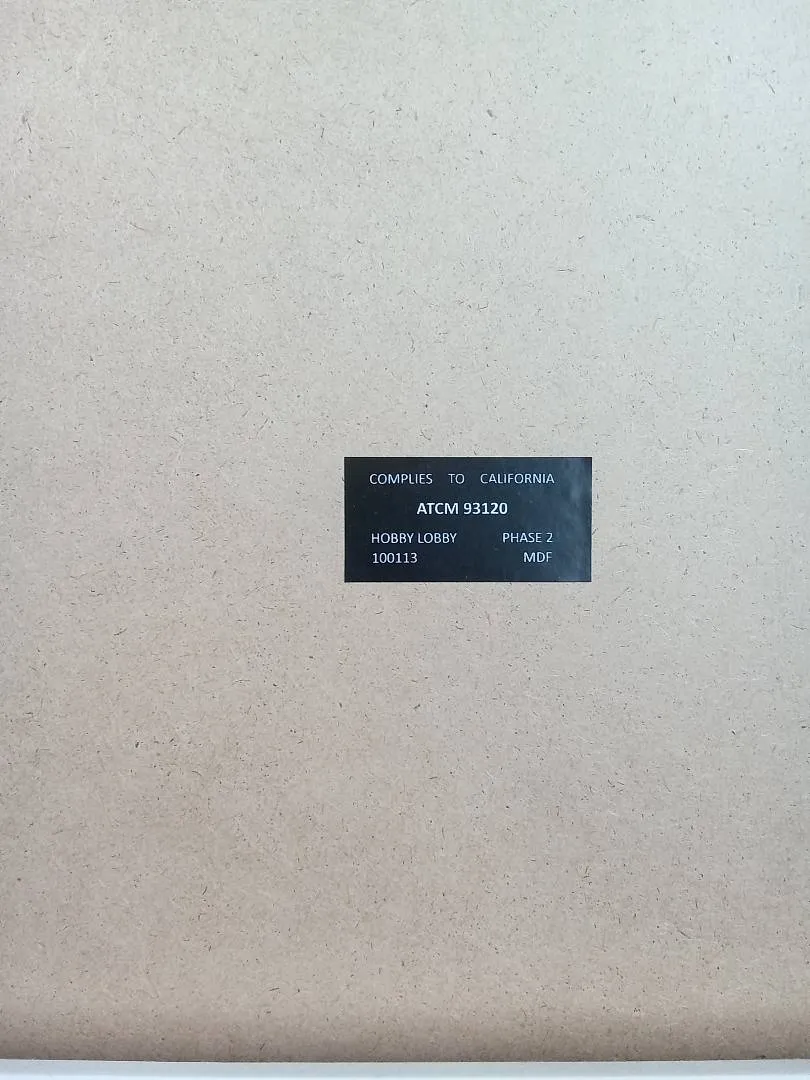 COMPLIES TO CALIFORNIA
ATCM 93120
HOBBY LOBBY PHASE 2
100113 MDF